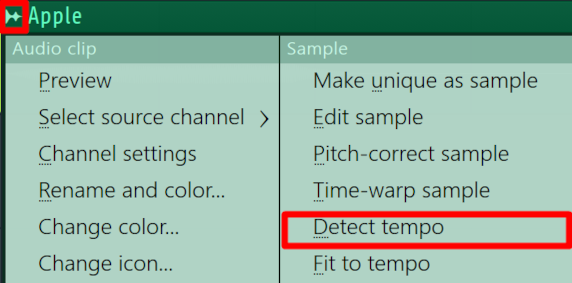 Apple
Audio clip
Preview
Select source channel
Channel settings
Rename and color...
Change color...
Change icon...
Sample
Make unique as sample
Edit sample
Pitch-correct sample
Time-warp sample
Detect tempo
Fit to tempo